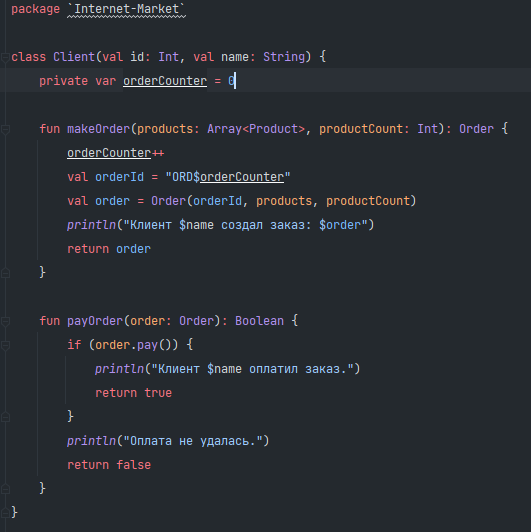 package `Internet-Market`
class Client(val id: Int, val name: String) {
    private var orderCounter = 0
    fun makeOrder(products: Array<Product>, productCount: Int): Order {
        orderCounter++
        val orderId = "ORD$orderCounter"
        val order = Order(orderId, products, productCount)
        println("Клиент $name создал заказ: $order")
        return order
    }
    fun payOrder(order: Order): Boolean {
        if (order.pay()) {
            println("Клиент $name оплатил заказ.")
            return true
        }
        println("Оплата не удалась.")
        return false
    }
}